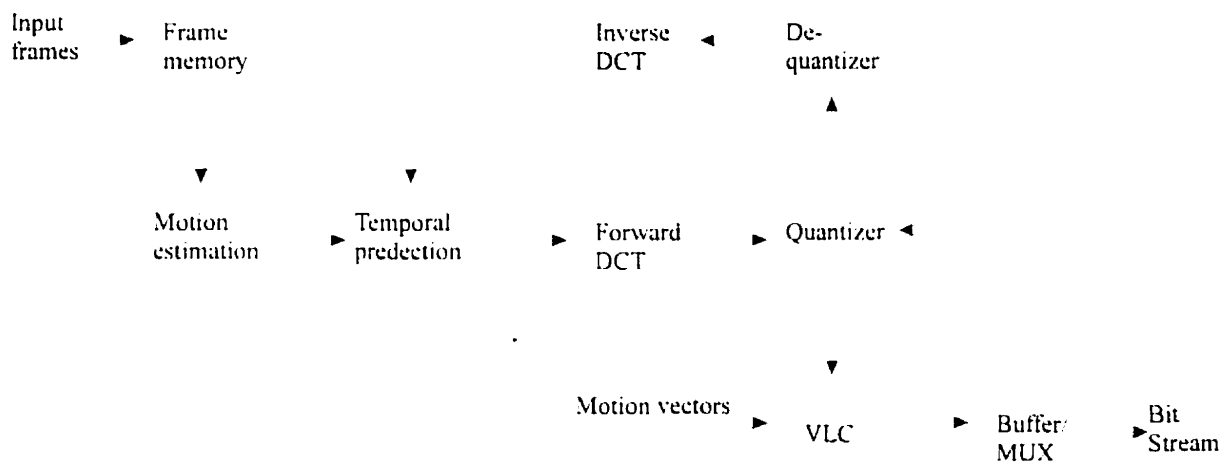 Input
frames
Frame
memory
Inverse
DCT
De-
quantizer
Motion
estimation
Temporal
predection
Forward
DCT
Quantizer
Motion vectors
VLC
Buffer/
MUX
Bit
Stream